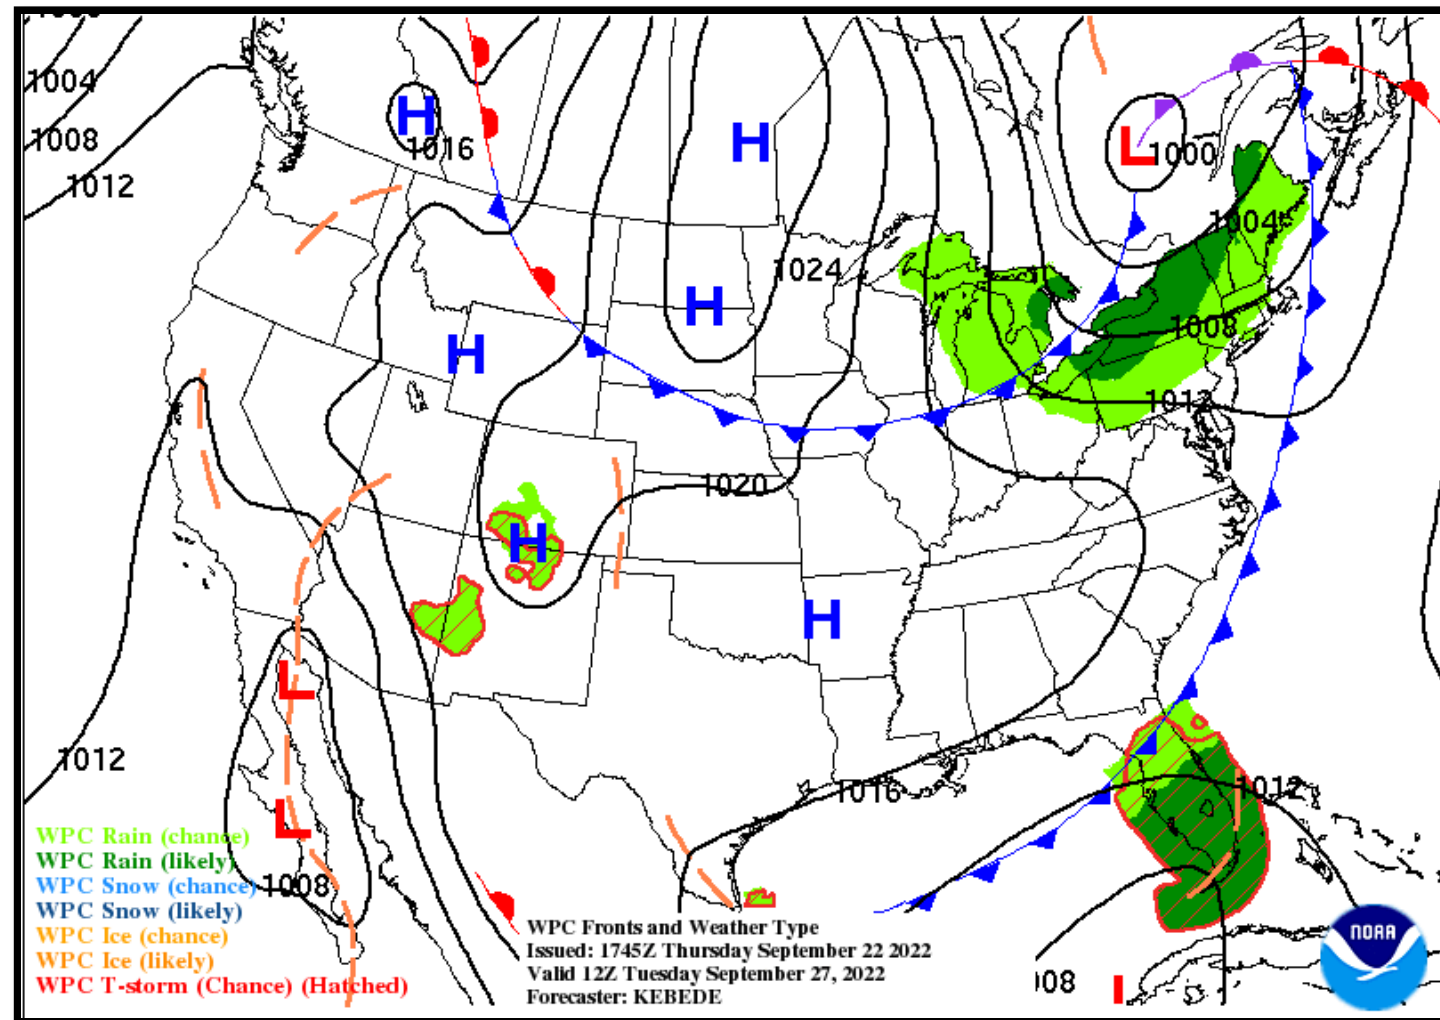 1004
H
1016
H
L
1000
1008
1012
1004
1024
H
1008
H
1012
1020
H
H
L
1012
1016
1012
L
WPC Rain (chance)
WPC Rain (likely)
WPC Snow (chance)
1008
WPC Snow (likely)
WPC Ice (chance)
WPC Ice (likely)
WPC T-storm (Chance) (Hatched)
WPC Fronts and Weather Type
Issued: 1745Z Thursday September 22 2022
Valid 12Z Tuesday September 27, 2022
Forecaster: KEBEDE
NOAA